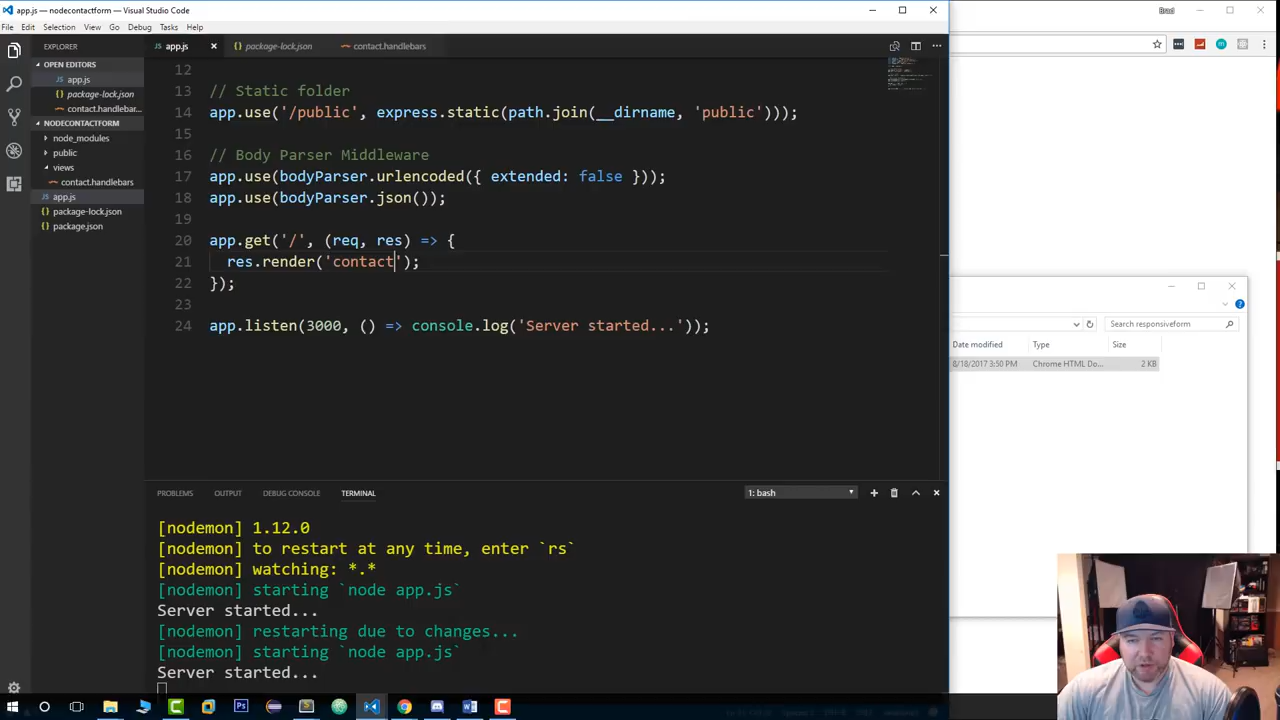 app.js — nodecontactform — Visual Studio Code
Brad
File Edit Selection View Go Debug Tasks Help
EXPLORER
app.js
package-lock.json
contact.handlebars
OPEN EDITORS
app.js
package-lock.json
contact.handlebar...
NODECONTACTFORM
node_modules
public
views
contact.handlebars
app.js
package-lock.json
package.json
12
13 // Static folder
14 app.use('/public', express.static(path.join(__dirname, 'public')));
15
16 // Body Parser Middleware
17 app.use(bodyParser.urlencoded({ extended: false }));
18 app.use(bodyParser.json());
19
20 app.get('/', (req, res) => {
21 res.render('contact');
22 });
23
24 app.listen(3000, () => console.log('Server started...'));
Search responsiveform
Date modified Type Size
8/18/2017 3:50 PM Chrome HTML Do... 2 KB
PROBLEMS OUTPUT DEBUG CONSOLE TERMINAL 1: bash
[nodemon] 1.12.0
[nodemon] to restart at any time, enter `rs`
[nodemon] watching: *.*
[nodemon] starting `node app.js`
Server started...
[nodemon] restarting due to changes...
[nodemon] starting `node app.js`
Server started...